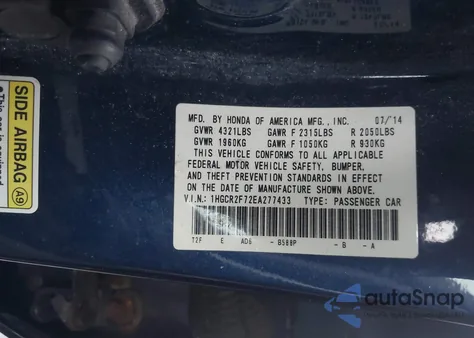 MFD. BY HONDA OF AMERICA MFG., INC. 07/'14
GVWR 4321LBS GAWR F 2315LBS R 2050LBS
GVWR 1960KG GAWR F 1050KG R 930KG
THIS VEHICLE CONFORMS TO ALL APPLICABLE
FEDERAL MOTOR VEHICLE SAFETY, BUMPER,
AND THEFT PREVENTION STANDARDS IN EFFECT ON
THE DATE OF MANUFACTURE SHOWN ABOVE.
V.I.N.: 1HGCR2F72EA277433 TYPE: PASSENGER CAR
T2F E AD6 - B588P - B - A
SIDE AIRBAG
A9
autoSnap